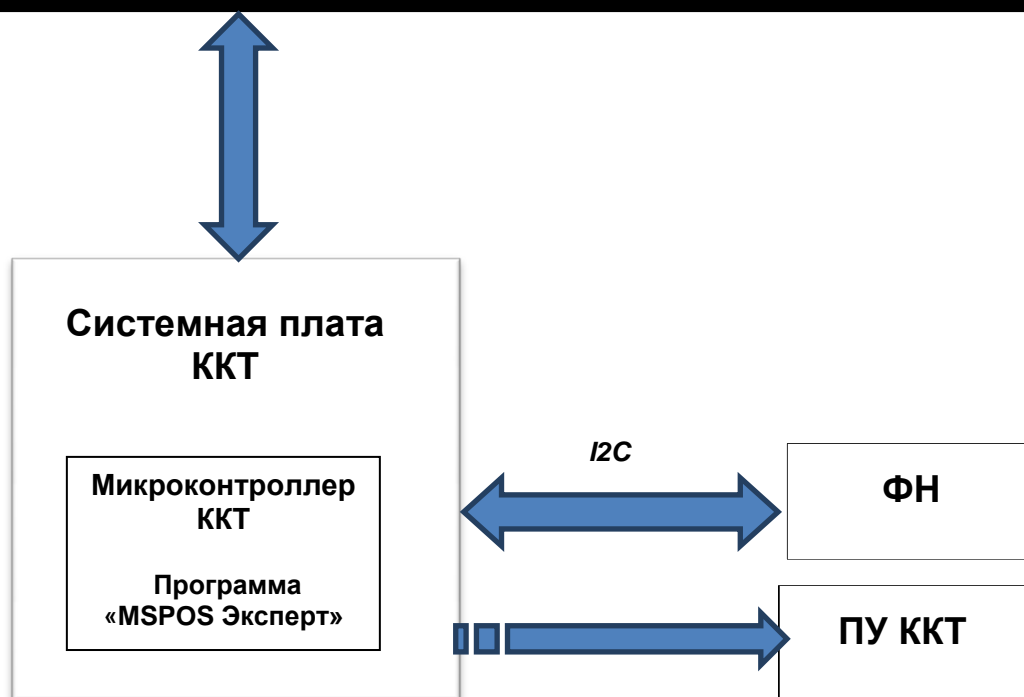 Системная плата
ККТ
I2C
ФН
Микроконтроллер
ККТ
Программа
«MSPOS Эксперт»
ПУ ККТ